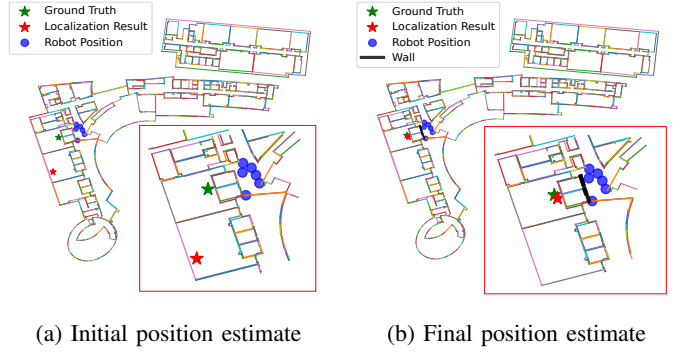 Ground Truth
Localization Result
Robot Position
Ground Truth
Localization Result
Robot Position
Wall
(a) Initial position estimate
(b) Final position estimate